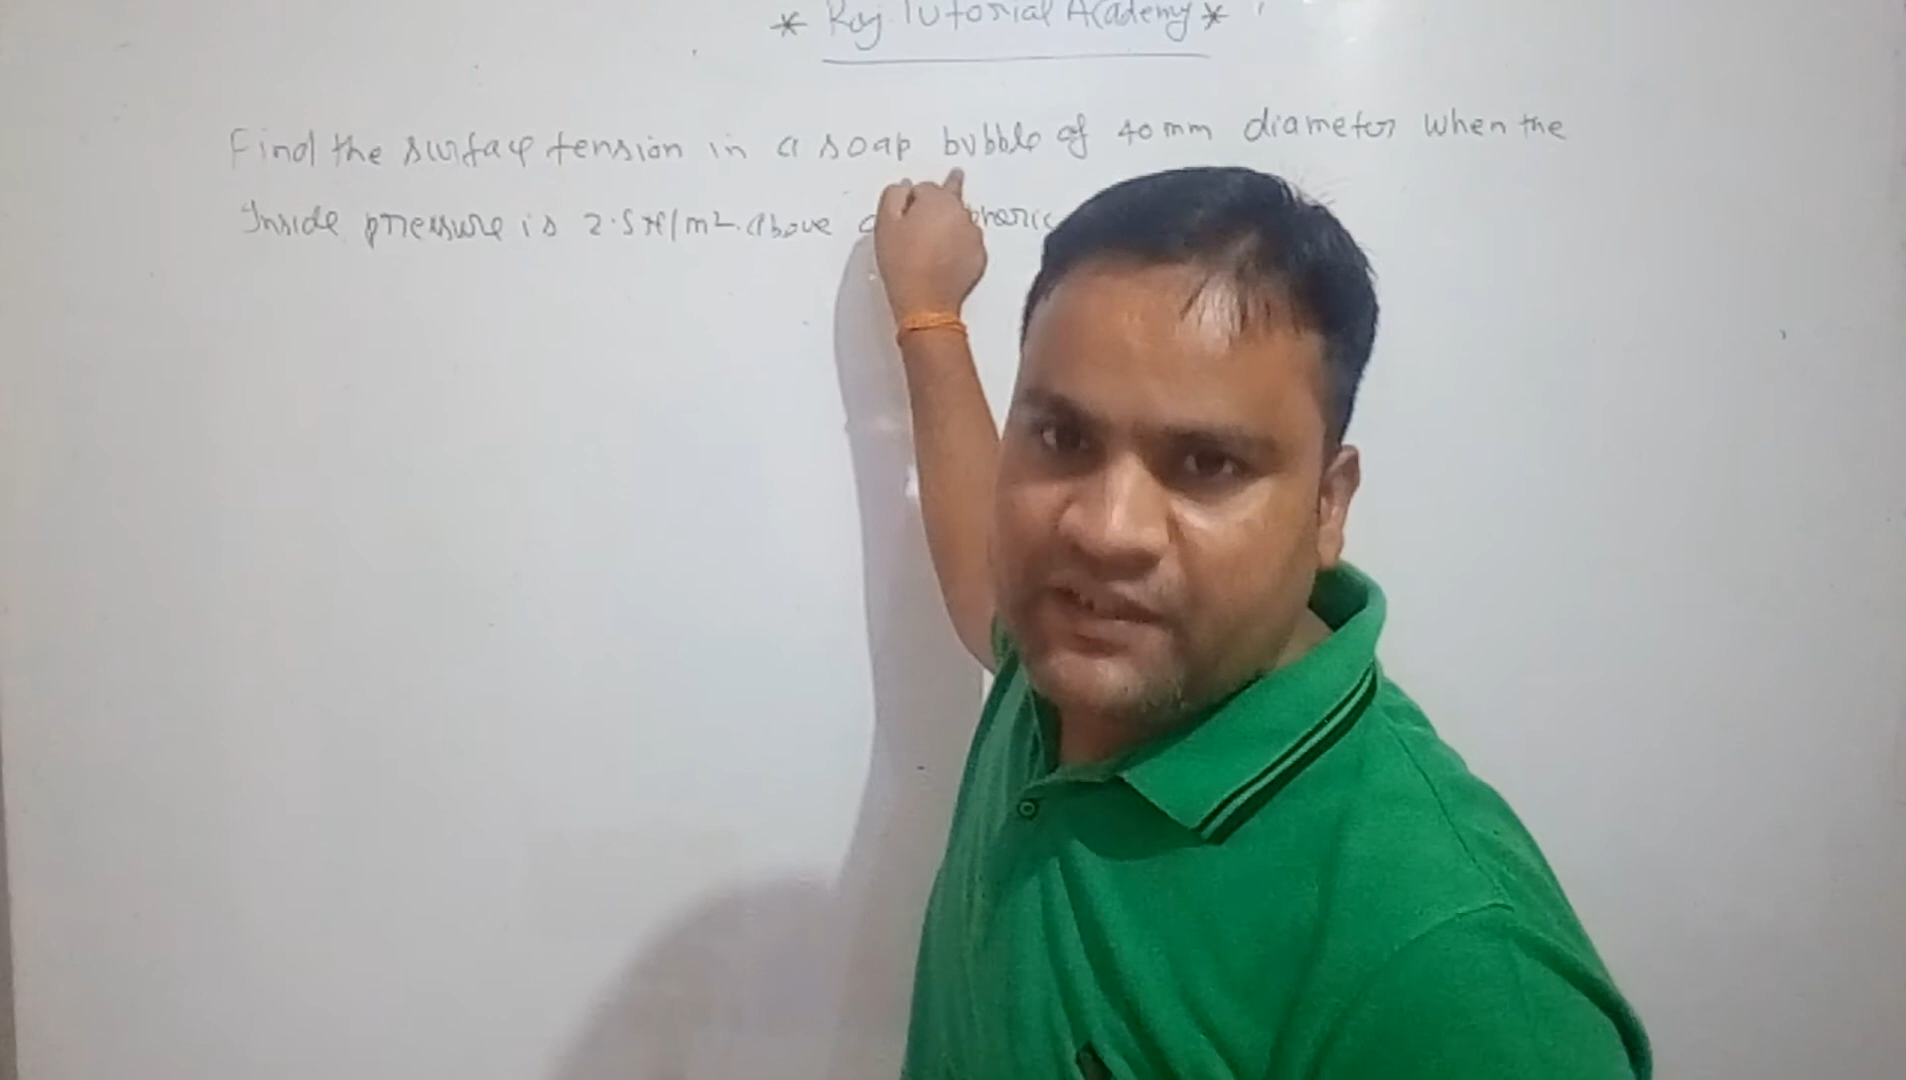 * Raj Tutorial Academy *
Find the surface tension in a soap bubble of 40 mm diameter when the
Inside pressure is 2.5 N/m2. above